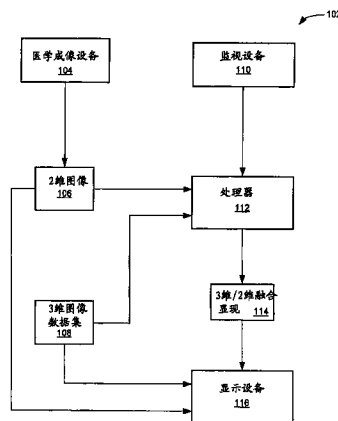 102
医学成像设备
104
监视设备
110
2维图像
106
处理器
112
3维图像
数据集
108
3维/2维融合
显现 114
显示设备
116